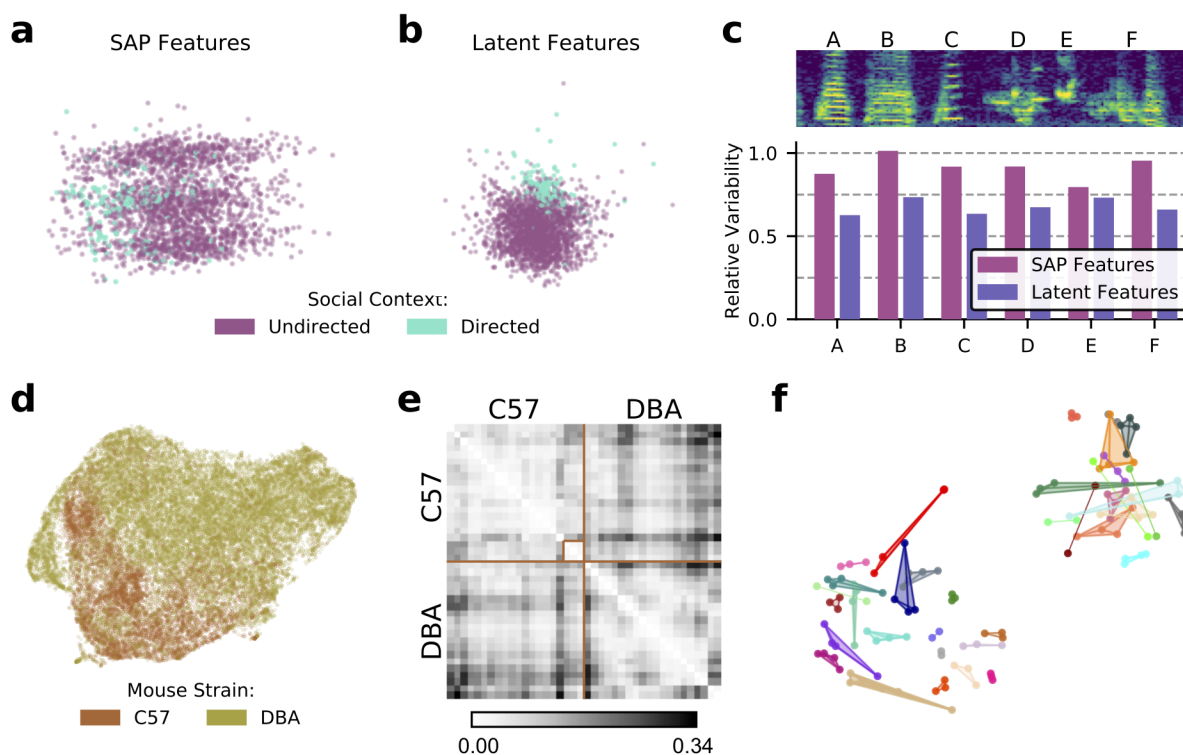 a
SAP Features
b
Latent Features
Social Context:
Undirected
Directed
c
A B C D E F
Relative Variability
1.0
0.5
0.0
SAP Features
Latent Features
A B C D E F
d
Mouse Strain:
C57
DBA
e
C57 DBA
C57
DBA
0.00 0.34
f